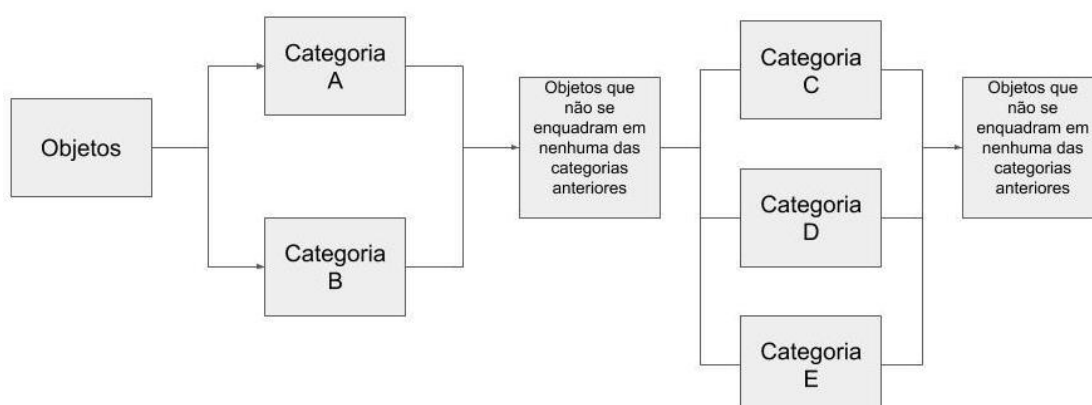 Objetos
Categoria
A
Categoria
B
Objetos que
não se
enquadram em
nenhuma das
categorias
anteriores
Categoria
C
Categoria
D
Categoria
E
Objetos que
não se
enquadram em
nenhuma das
categorias
anteriores